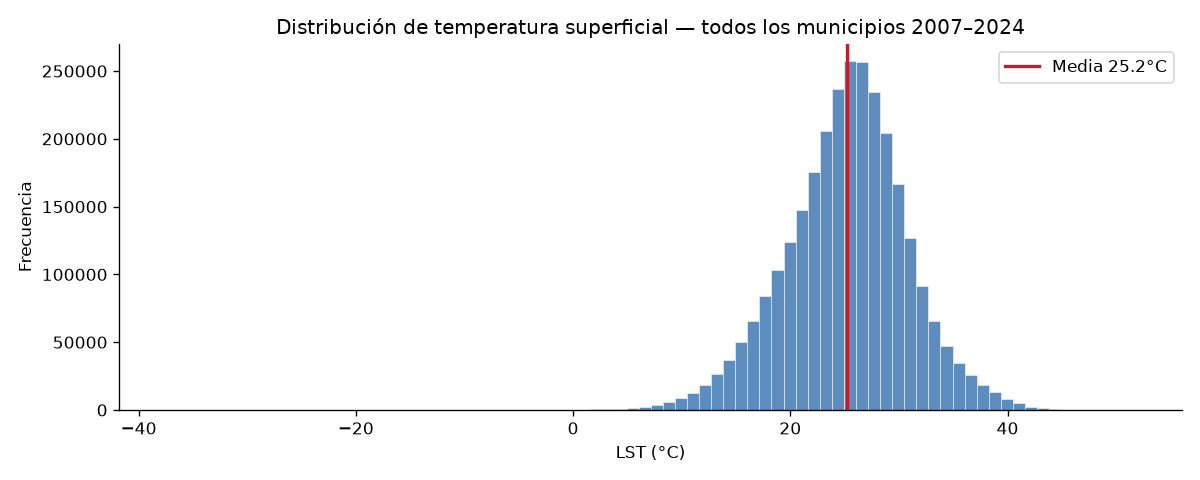 Distribución de temperatura superficial — todos los municipios 2007–2024
Media 25.2°C
Frecuencia
250000
200000
150000
100000
50000
0
−40
−20
0
20
40
LST (°C)